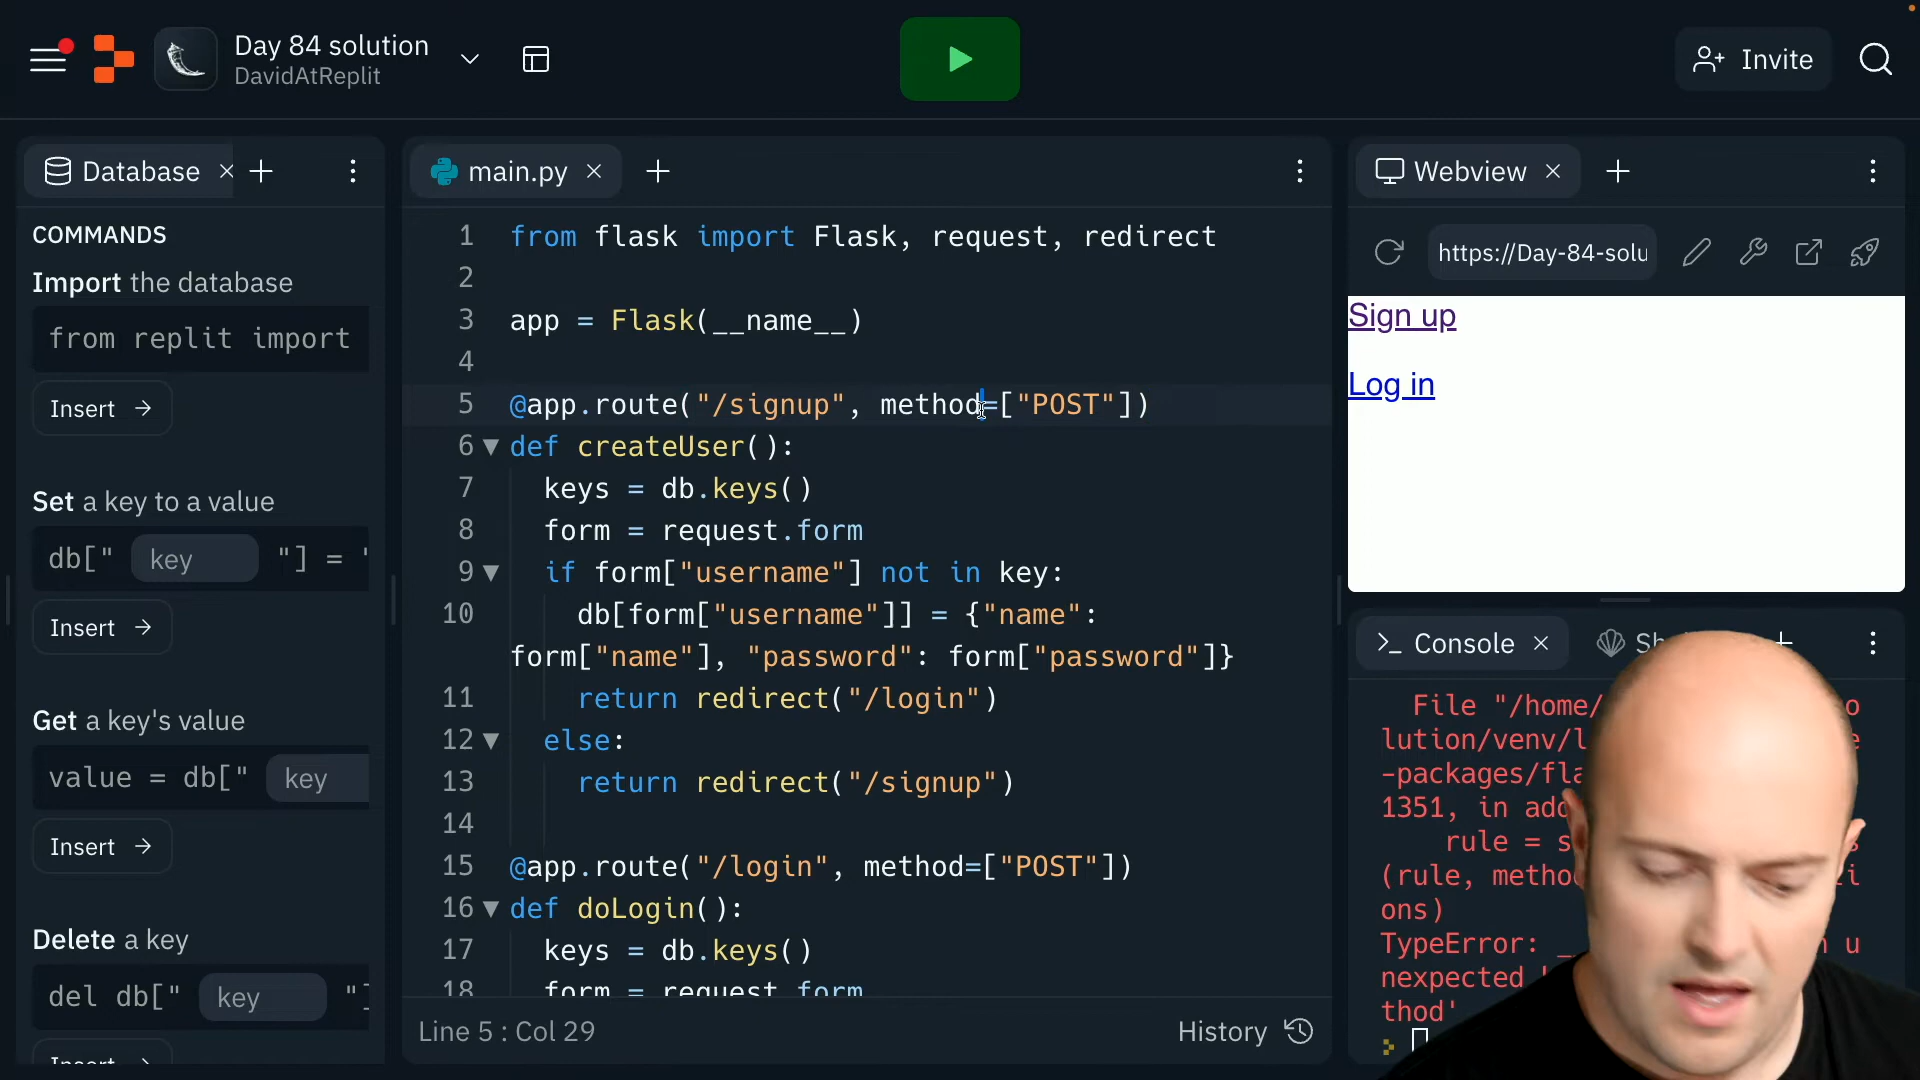 Day 84 solution
DavidAtReplit
Invite
Database
COMMANDS
Import the database
from replit import
Insert →
Set a key to a value
db[" key "] = '
Insert →
Get a key's value
value = db[" key
Insert →
Delete a key
del db[" key "]
Insert →
main.py
1 from flask import Flask, request, redirect
2
3 app = Flask(__name__)
4
5 @app.route("/signup", method=["POST"])
6 def createUser():
7 keys = db.keys()
8 form = request.form
9 if form["username"] not in key:
10 db[form["username"]] = {"name":
form["name"], "password": form["password"]}
11 return redirect("/login")
12 else:
13 return redirect("/signup")
14
15 @app.route("/login", method=["POST"])
16 def doLogin():
17 keys = db.keys()
18 form = request.form
Line 5 : Col 29
History
Webview
https://Day-84-solu
Sign up
Log in
Console
File "/home/
lution/venv/l
-packages/fla
1351, in add
rule = s
(rule, metho
ons)
TypeError:
nexpected
thod'